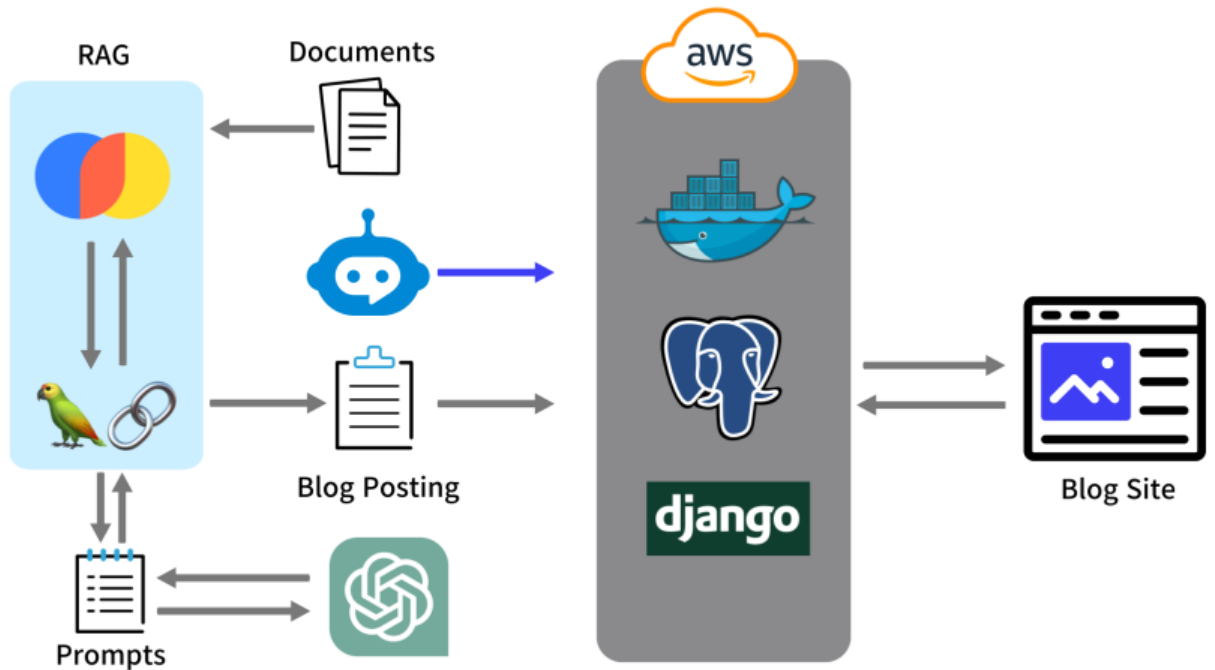 RAG
Documents
aws
Blog Posting
django
Blog Site
Prompts